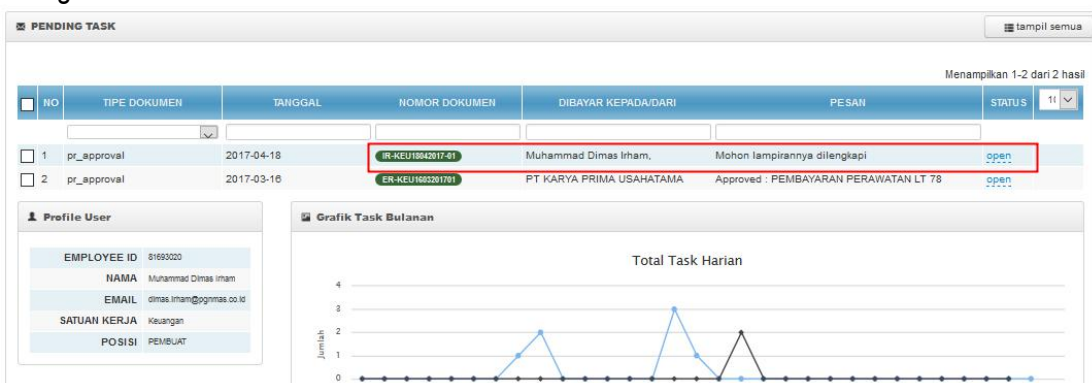 PENDING TASK
tampil semua
Menampilkan 1-2 dari 2 hasil
NO TIPE DOKUMEN TANGGAL NOMOR DOKUMEN DIBAYAR KEPADA/DARI PESAN STATUS
1 pr_approval 2017-04-18 IR-KEU18042017-01 Muhammad Dimas Irham, Mohon lampirannya dilengkapi open
2 pr_approval 2017-03-16 ER-KEU1603201701 PT KARYA PRIMA USAHATAMA Approved : PEMBAYARAN PERAWATAN LT 78 open
Profile User
EMPLOYEE ID 81693020
NAMA Muhammad Dimas Irham
EMAIL dimas.irham@pgnmas.co.id
SATUAN KERJA Keuangan
POSISI PEMBUAT
Grafik Task Bulanan
Total Task Harian
Jumlah
4
3
2
1
0